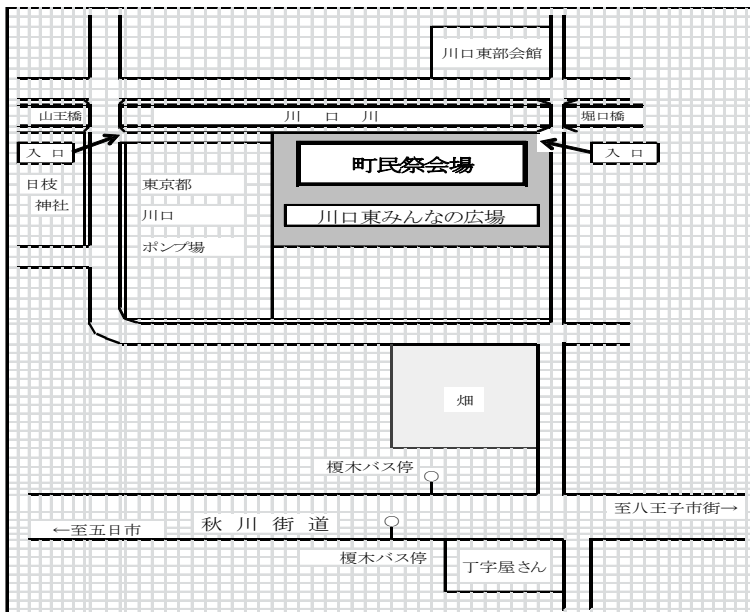 川口東部会館
山王橋
川口川
堀口橋
入口
入口
町民祭会場
日枝
神社
東京都
川口
ポンプ場
川口東みんなの広場
畑
榎木バス停
至八王子市街→
秋川街道
←至五日市
榎木バス停
丁字屋さん